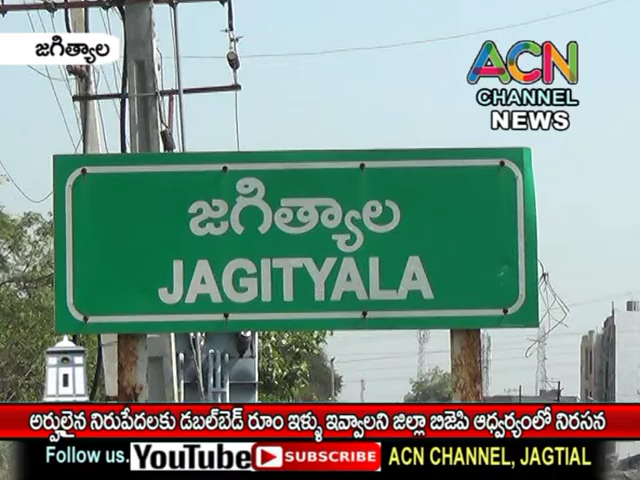 జగిత్యాల
ACN
CHANNEL
NEWS
జగిత్యాల
JAGITYALA
అర్హులైన నిరుపేదలకు డబల్‌బెడ్ రూం ఇళ్ళు ఇవ్వాలని జిల్లా బిజెపి ఆధ్వర్యంలో నిరసన
Follow us. YouTube SUBSCRIBE ACN CHANNEL, JAGTIAL